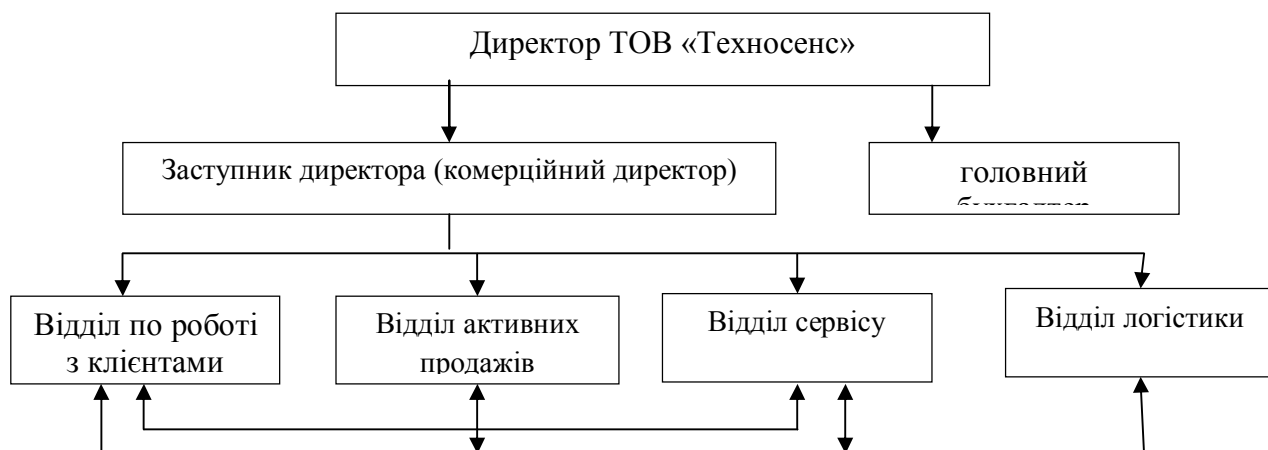 Директор ТОВ «Техносенс»
Заступник директора (комерційний директор)
головний
бухгалтер
Відділ по роботі
з клієнтами
Відділ активних
продажів
Відділ сервісу
Відділ логістики